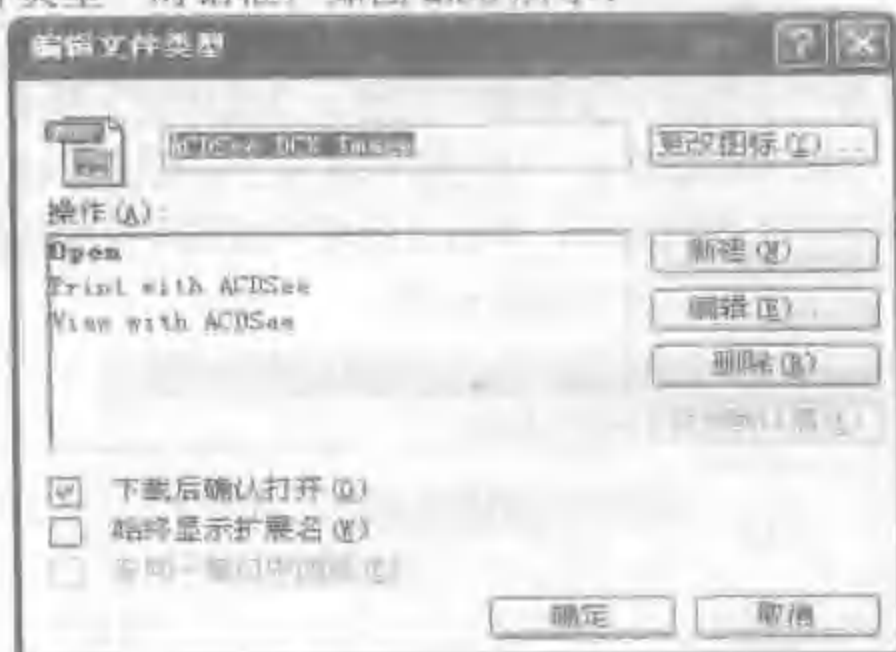 编辑文件类型
ACDSee DCX Image
更改图标(I)...
操作(A):
Open
Print with ACDSee
View with ACDSee
新建(N)...
编辑(E)...
删除(R)
下载后确认打开(O)
始终显示扩展名(W)
确定
取消